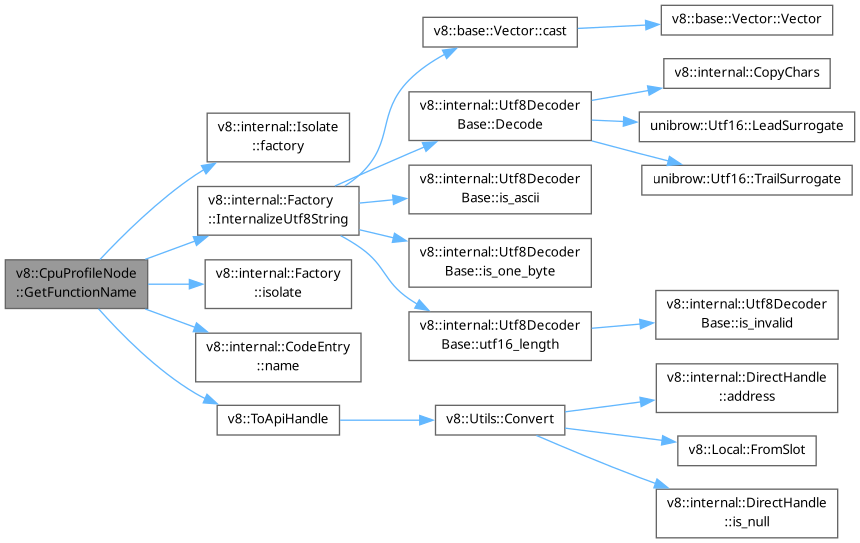 v8::CpuProfileNode
::GetFunctionName
v8::internal::Isolate
::factory
v8::internal::Factory
::InternalizeUtf8String
v8::internal::Factory
::isolate
v8::internal::CodeEntry
::name
v8::ToApiHandle
v8::base::Vector::cast
v8::internal::Utf8Decoder
Base::Decode
v8::internal::Utf8Decoder
Base::is_ascii
v8::internal::Utf8Decoder
Base::is_one_byte
v8::internal::Utf8Decoder
Base::utf16_length
v8::Utils::Convert
v8::base::Vector::Vector
v8::internal::CopyChars
unibrow::Utf16::LeadSurrogate
unibrow::Utf16::TrailSurrogate
v8::internal::Utf8Decoder
Base::is_invalid
v8::internal::DirectHandle
::address
v8::Local::FromSlot
v8::internal::DirectHandle
::is_null